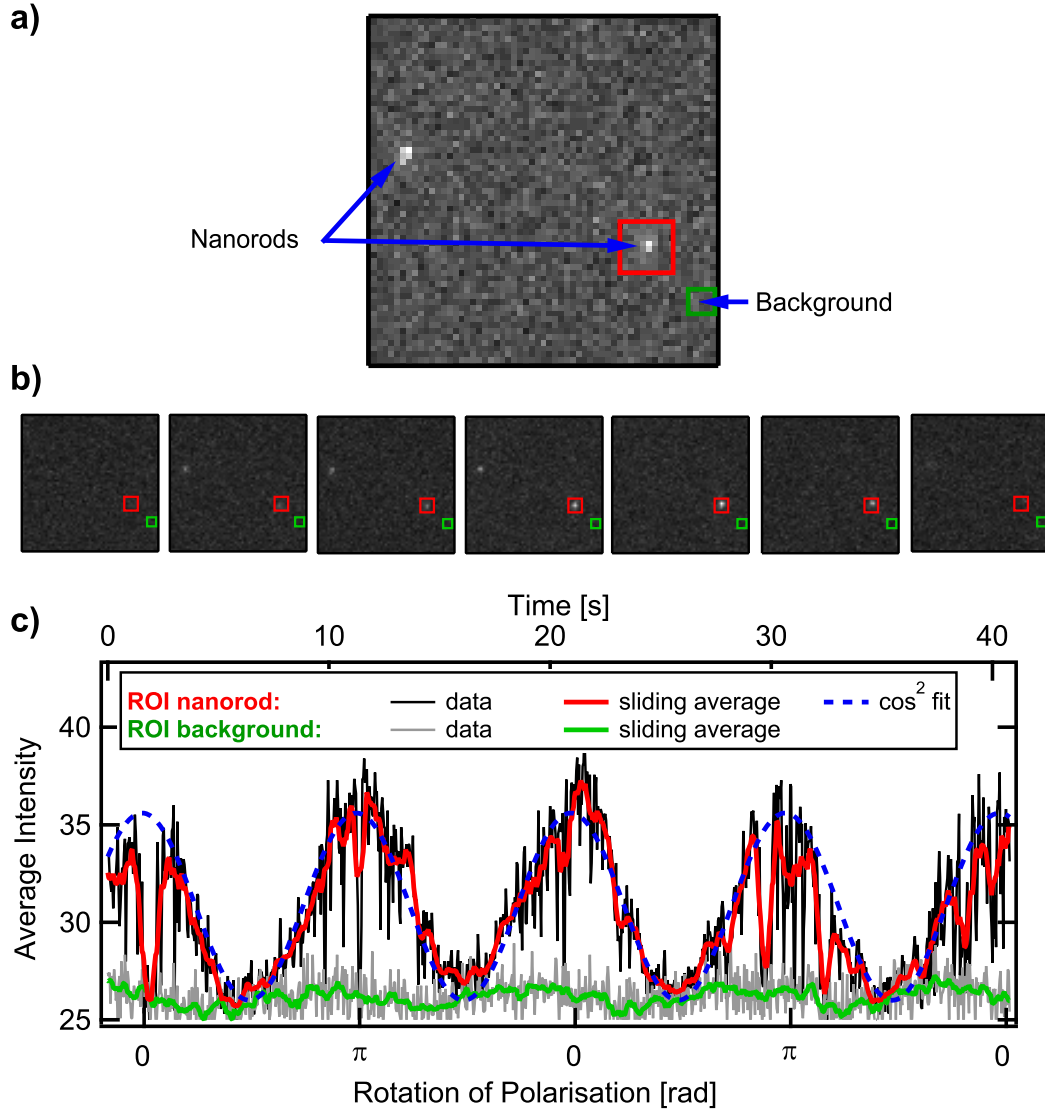 a)
Nanorods
Background
b)
c)
Time [s]
0 10 20 30 40
ROI nanorod: data sliding average cos² fit
ROI background: data sliding average
Average Intensity
40
35
30
25
0 π 0 π 0
Rotation of Polarisation [rad]